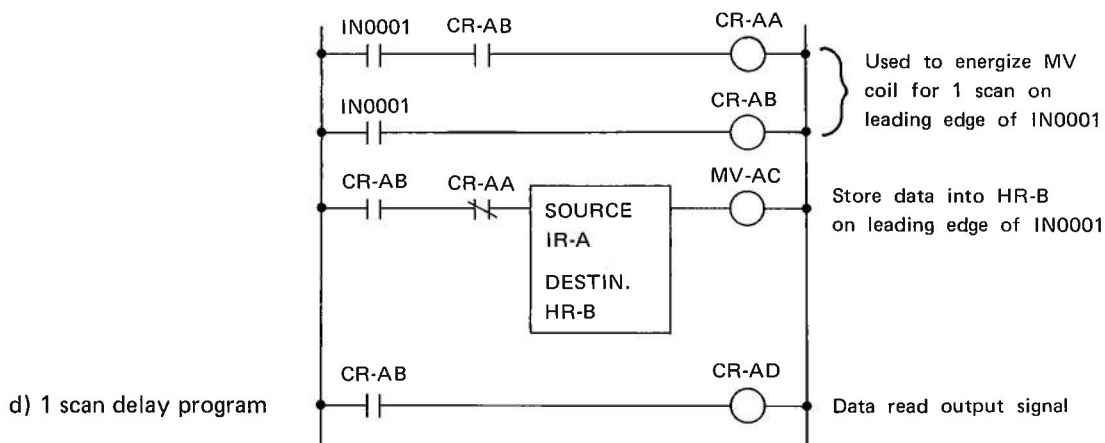 IN0001 CR-AB CR-AA
Used to energize MV
coil for 1 scan on
leading edge of IN0001
IN0001 CR-AB
CR-AB CR-AA MV-AC
SOURCE
IR-A
DESTIN.
HR-B
Store data into HR-B
on leading edge of IN0001
CR-AB CR-AD
d) 1 scan delay program
Data read output signal